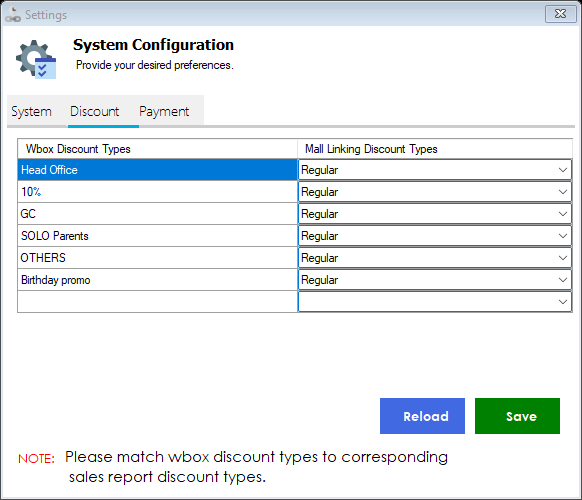 Settings
System Configuration
Provide your desired preferences.
System Discount Payment
Wbox Discount Types Mall Linking Discount Types
Head Office Regular
10% Regular
GC Regular
SOLO Parents Regular
OTHERS Regular
Birthday promo Regular
Reload Save
NOTE: Please match wbox discount types to corresponding
sales report discount types.